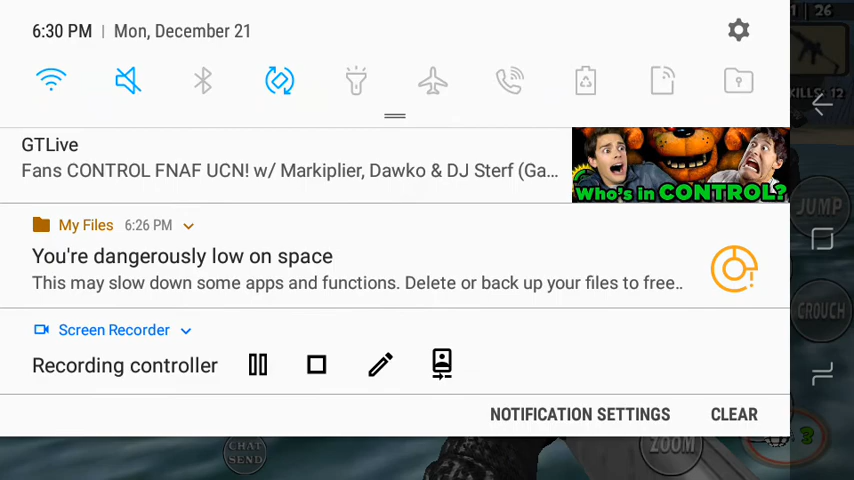 6:30 PM | Mon, December 21
1 | 26
KILLS: 12
GTLive
Fans CONTROL FNAF UCN! w/ Markiplier, Dawko & DJ Sterf (Ga...
Who's in CONTROL?
JUMP
My Files 6:26 PM
You're dangerously low on space
This may slow down some apps and functions. Delete or back up your files to free..
CROUCH
Screen Recorder
Recording controller
NOTIFICATION SETTINGS CLEAR
CHAT
SEND
ZOOM
3